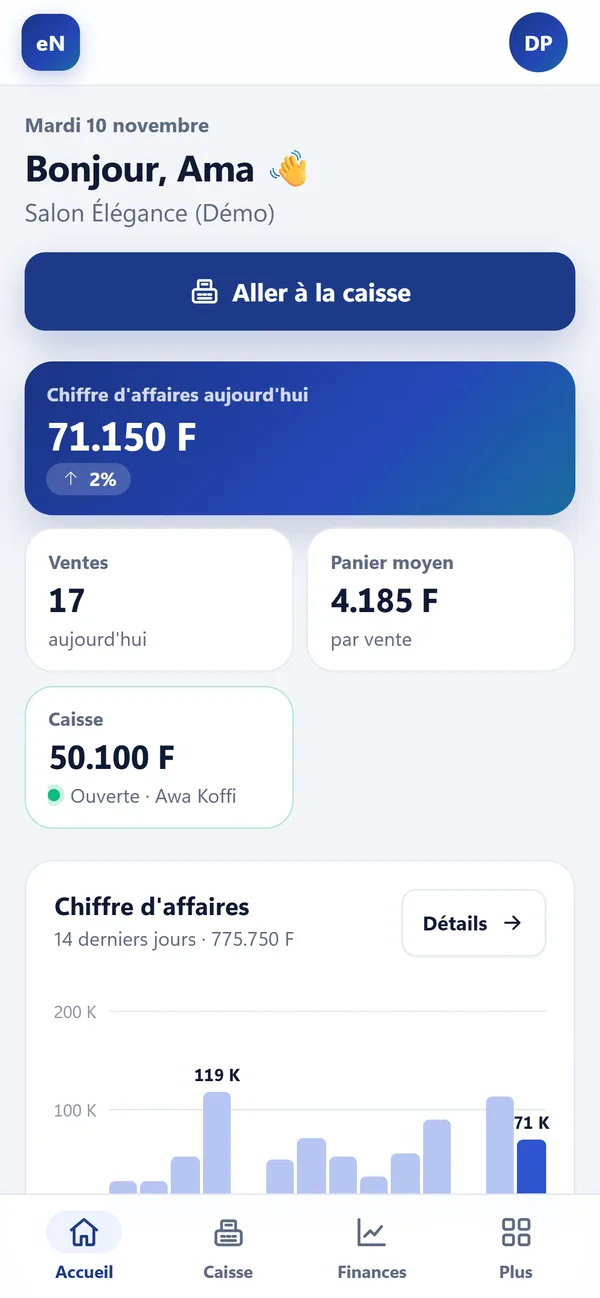 eN
DP
Mardi 10 novembre
Bonjour, Ama 👋
Salon Élégance (Démo)
Aller à la caisse
Chiffre d'affaires aujourd'hui
71.150 F
↑ 2%
Ventes
17
aujourd'hui
Panier moyen
4.185 F
par vente
Caisse
50.100 F
Ouverte · Awa Koffi
Chiffre d'affaires
14 derniers jours · 775.750 F
Détails →
200 K
119 K
100 K
71 K
Accueil
Caisse
Finances
Plus